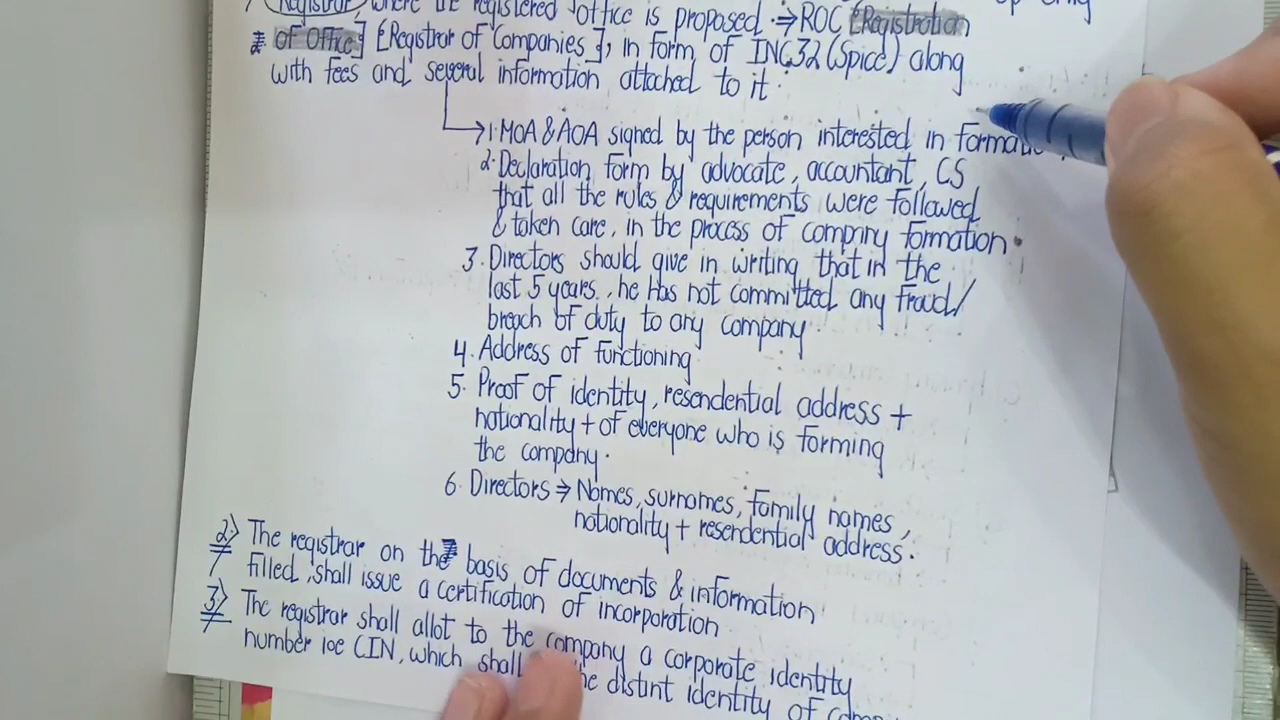 Registrar, where the registered office is proposed. ⇒ ROC [Registration
of Office] [Registrar of Companies], in form of INC32 (Spice) along
with fees and several information attached to it.
1. MOA & AOA signed by the person interested in
2. Declaration form by advocate, accountant, CS
that all the rules & requirements were followed
& taken care, in the process of company formation.
3. Directors should give in writing that in the
last 5 years, he has not committed any fraud/
breach of duty to any company.
4. Address of functioning
5. Proof of identity, resendential address +
nationality + of everyone who is forming
the company.
6. Directors ⇒ Names, surnames, family names,
nationality + resendential address.
2) The registrar on the basis of documents & information
filled, shall issue a certification of incorporation
3) The registrar shall allot to the company a corporate identity
number ioe CIN, which shall the distint identity of